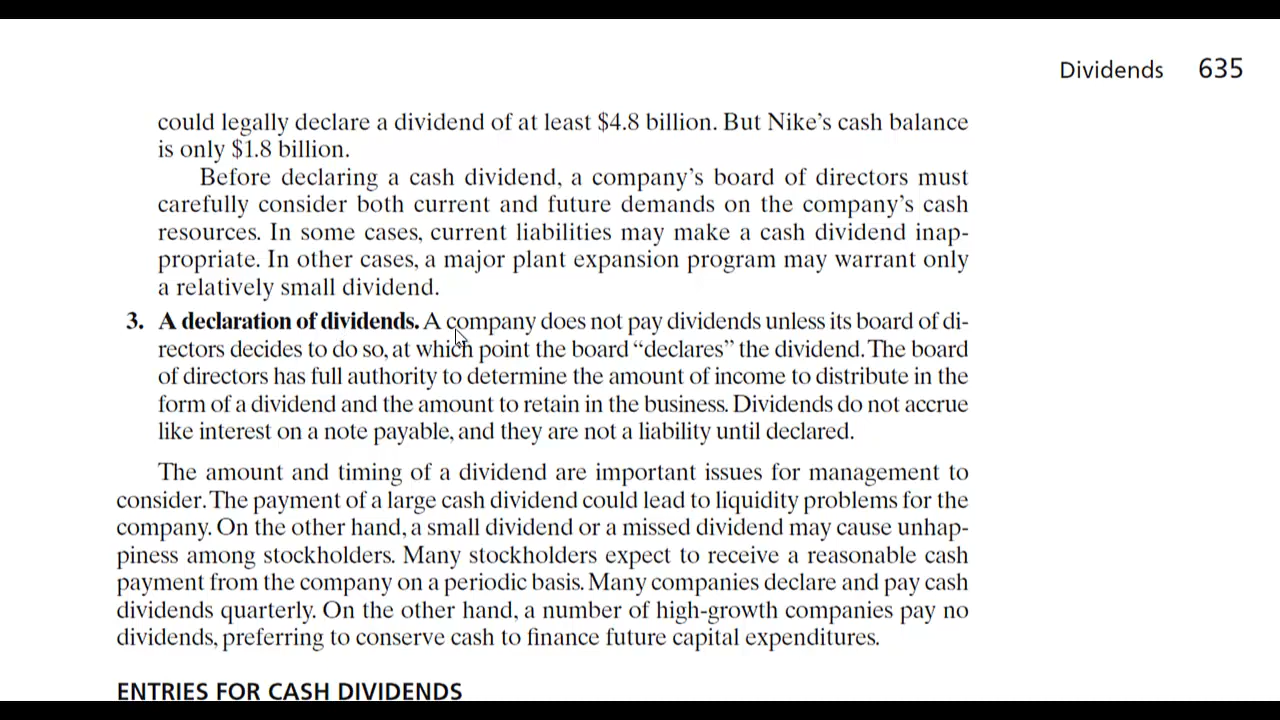 Dividends 635
could legally declare a dividend of at least $4.8 billion. But Nike’s cash balance
is only $1.8 billion.
Before declaring a cash dividend, a company’s board of directors must
carefully consider both current and future demands on the company’s cash
resources. In some cases, current liabilities may make a cash dividend inap-
propriate. In other cases, a major plant expansion program may warrant only
a relatively small dividend.
3. A declaration of dividends. A company does not pay dividends unless its board of di-
rectors decides to do so, at which point the board “declares” the dividend. The board
of directors has full authority to determine the amount of income to distribute in the
form of a dividend and the amount to retain in the business. Dividends do not accrue
like interest on a note payable, and they are not a liability until declared.
The amount and timing of a dividend are important issues for management to
consider. The payment of a large cash dividend could lead to liquidity problems for the
company. On the other hand, a small dividend or a missed dividend may cause unhap-
piness among stockholders. Many stockholders expect to receive a reasonable cash
payment from the company on a periodic basis. Many companies declare and pay cash
dividends quarterly. On the other hand, a number of high-growth companies pay no
dividends, preferring to conserve cash to finance future capital expenditures.
ENTRIES FOR CASH DIVIDENDS